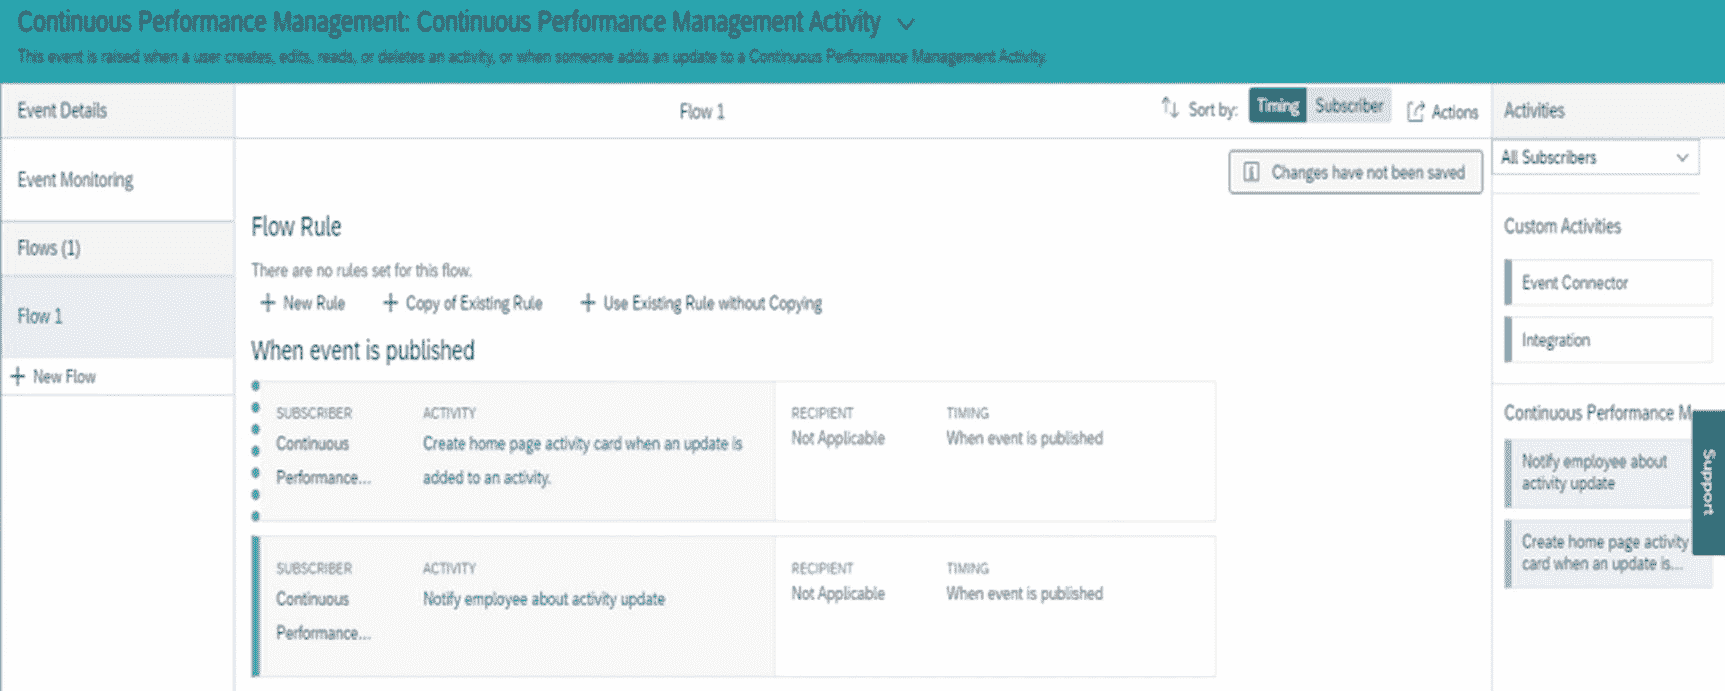 Continuous Performance Management: Continuous Performance Management Activity
This event is raised when a user creates, edits, reads, or deletes an activity, or when someone adds an update to a Continuous Performance Management Activity.
Event Details
Event Monitoring
Flows (1)
Flow 1
New Flow
Flow 1
Sort by:
Timing
Subscriber
Actions
Changes have not been saved
Flow Rule
There are no rules set for this flow.
New Rule
Copy of Existing Rule
Use Existing Rule without Copying
When event is published
SUBSCRIBER
Continuous
Performance...
ACTIVITY
Create home page activity card when an update is
added to an activity.
RECIPIENT
Not Applicable
TIMING
When event is published
SUBSCRIBER
Continuous
Performance...
ACTIVITY
Notify employee about activity update
RECIPIENT
Not Applicable
TIMING
When event is published
Activities
All Subscribers
Custom Activities
Event Connector
Integration
Continuous Performance M
Notify employee about
activity update
Create home page activity
card when an update is...
Support